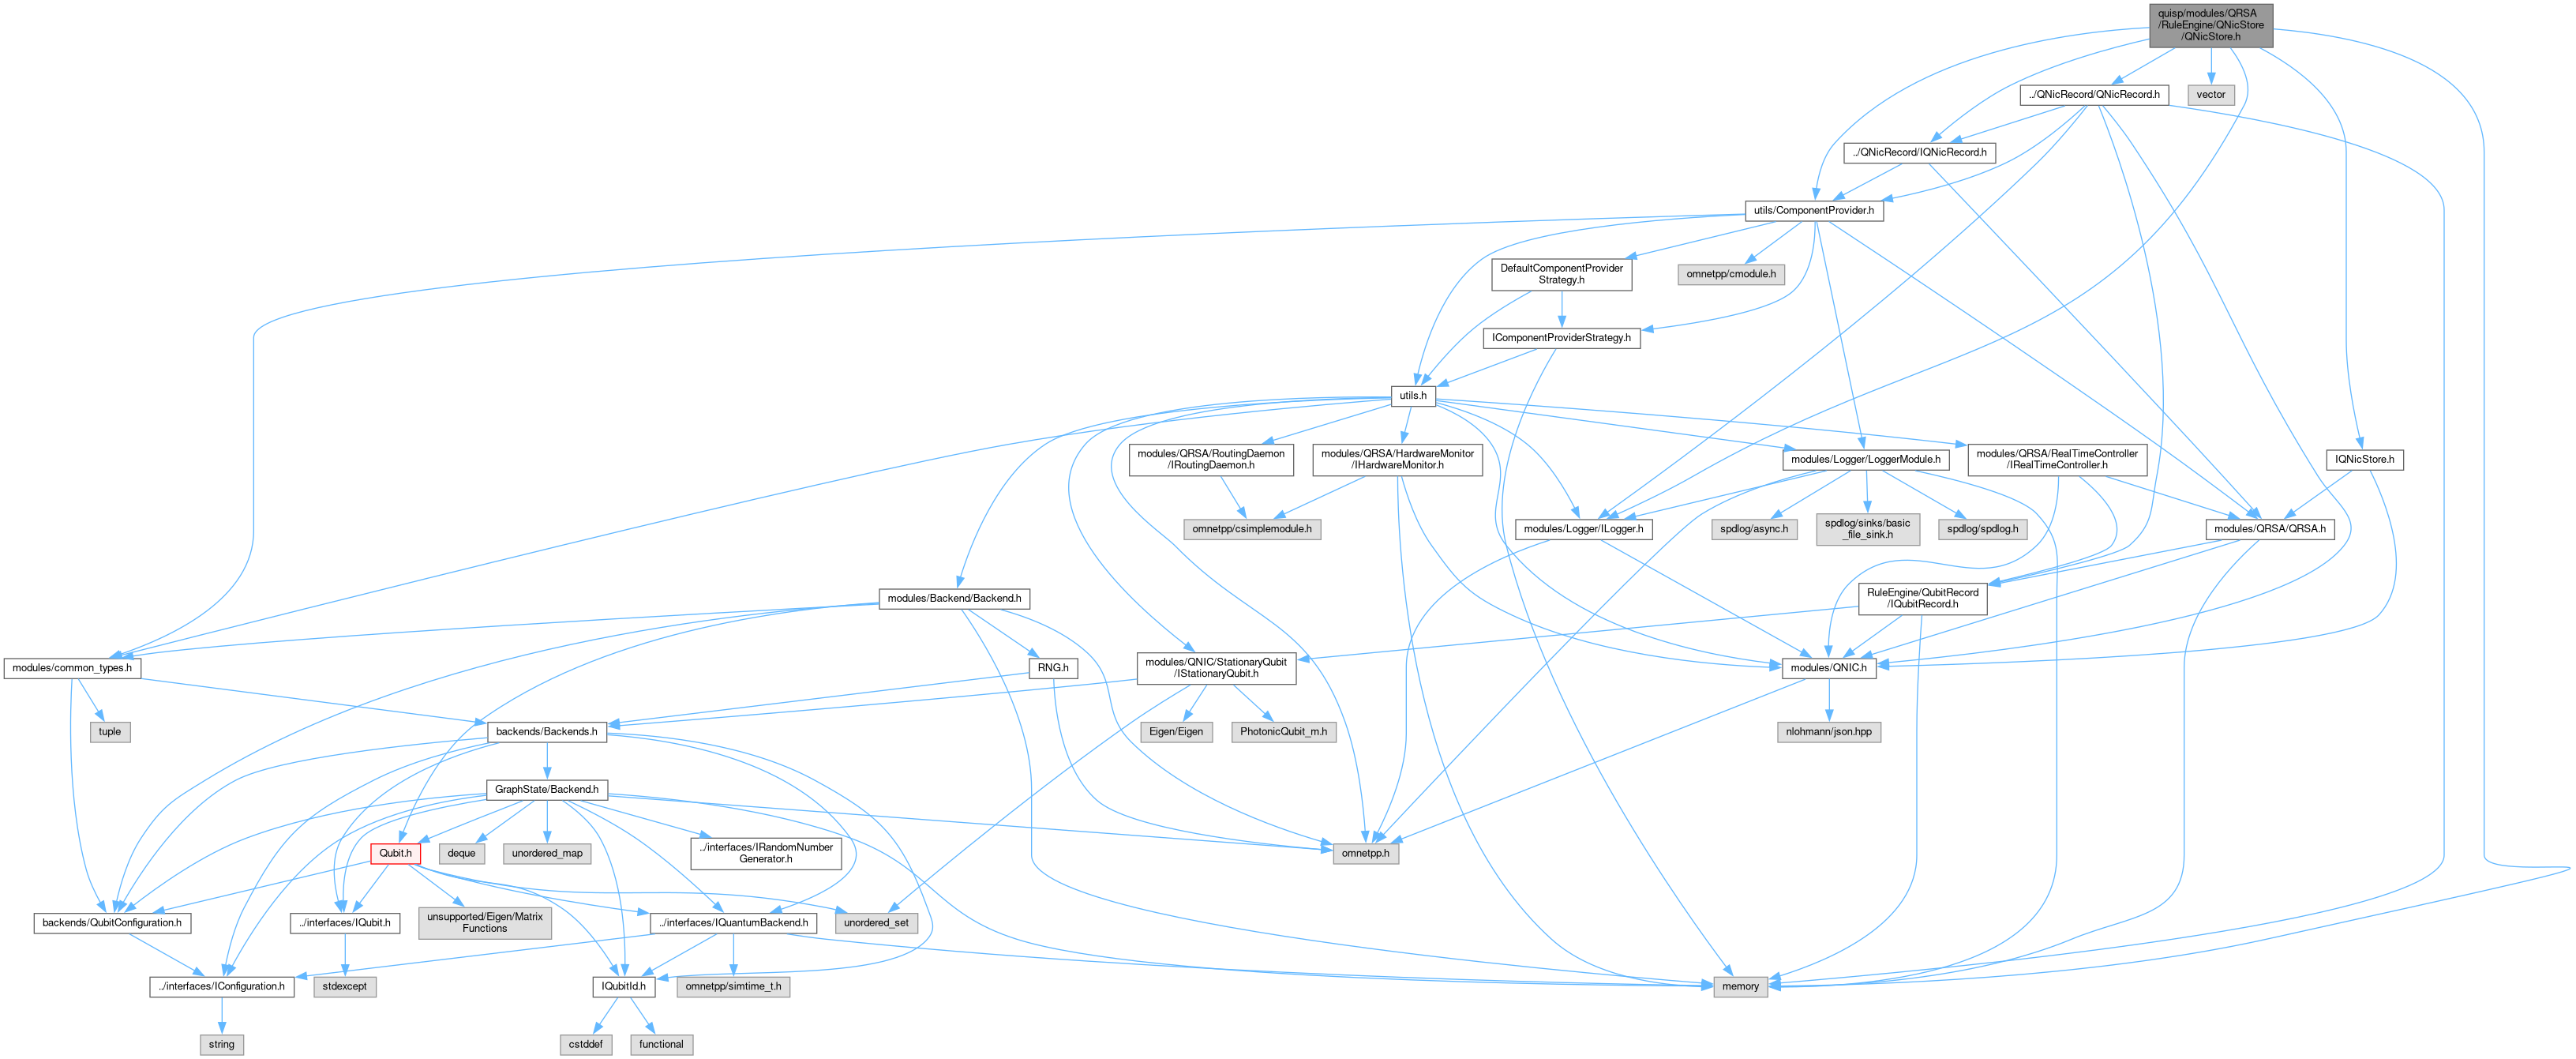 quisp/modules/QRSA
/RuleEngine/QNicStore
/QNicStore.h
vector
../QNicRecord/QNicRecord.h
../QNicRecord/IQNicRecord.h
utils/ComponentProvider.h
DefaultComponentProvider
Strategy.h
omnetpp/cmodule.h
IComponentProviderStrategy.h
utils.h
modules/QRSA/RoutingDaemon
/IRoutingDaemon.h
modules/QRSA/HardwareMonitor
/IHardwareMonitor.h
modules/Logger/LoggerModule.h
modules/QRSA/RealTimeController
/IRealTimeController.h
IQNicStore.h
omnetpp/csimplemodule.h
modules/Logger/ILogger.h
spdlog/async.h
spdlog/sinks/basic
_file_sink.h
spdlog/spdlog.h
modules/QRSA/QRSA.h
modules/Backend/Backend.h
RuleEngine/QubitRecord
/IQubitRecord.h
modules/common_types.h
RNG.h
modules/QNIC/StationaryQubit
/IStationaryQubit.h
modules/QNIC.h
tuple
backends/Backends.h
Eigen/Eigen
PhotonicQubit_m.h
nlohmann/json.hpp
GraphState/Backend.h
Qubit.h
deque
unordered_map
../interfaces/IRandomNumber
Generator.h
omnetpp.h
backends/QubitConfiguration.h
../interfaces/IQubit.h
unsupported/Eigen/Matrix
Functions
../interfaces/IQuantumBackend.h
unordered_set
../interfaces/IConfiguration.h
stdexcept
IQubitId.h
omnetpp/simtime_t.h
memory
string
cstddef
functional